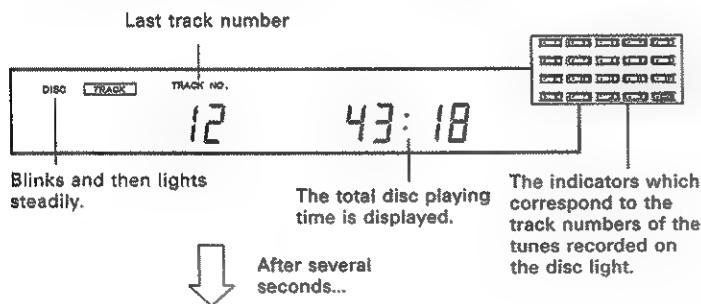 Last track number
DISC TRACK TRACK NO.
12 43:18
Blinks and then lights
steadily.
The total disc playing
time is displayed.
The indicators which
correspond to the
track numbers of the
tunes recorded on
the disc light.
After several
seconds...